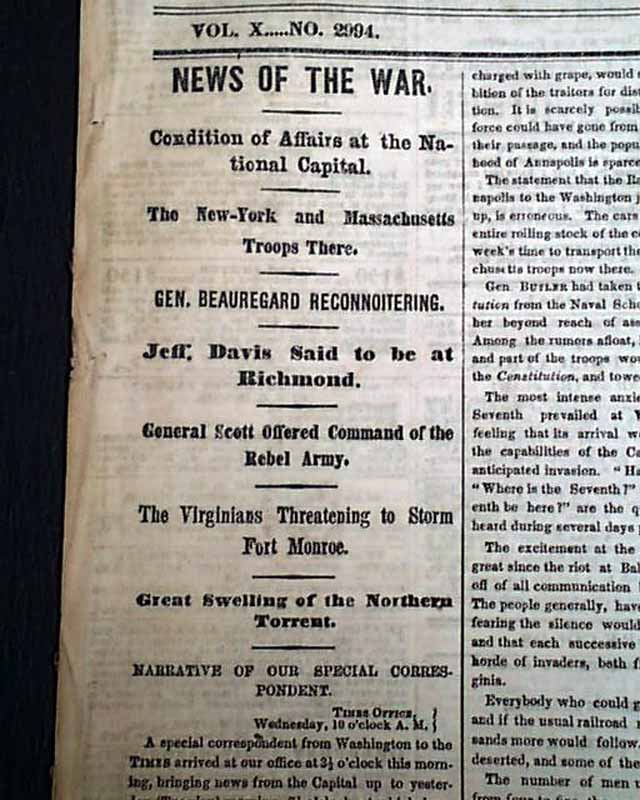 VOL. X.....NO. 2994.
NEWS OF THE WAR.
Condition of Affairs at the Na-
tional Capital.
The New-York and Massachusetts
Troops There.
GEN. BEAUREGARD RECONNOITERING.
Jeff. Davis Said to be at
Richmond.
General Scott Offered Command of the
Rebel Army.
The Virginians Threatening to Storm
Fort Monroe.
Great Swelling of the Northern
Torrent.
NARRATIVE OF OUR SPECIAL CORRES-
PONDENT.
TIMES OFFICE,
Wednesday, 10 o'clock A. M.
A special correspondent from Washington to the
TIMES arrived at our office at 3½ o'clock this morn-
ing, bringing news from the Capital up to yester-
charged with grape, would
bition of the traitors for
tion. It is scarcely
force could have gone from
their passage, and the
hood of Annapolis is
The statement that the
napolis to the Washington
up, is erroneous. The cars
entire rolling stock of the
week's time to transport the
chusetts troops now there.
Gen. BUTLER had taken
tution from the Naval
her beyond reach of
Among the rumors afloat,
and part of the troops
the Constitution, and
The most intense
Seventh prevailed at
feeling that its arrival
the capabilities of the
anticipated invasion. "
"Where is the Seventh?"
enth be here?" are the
heard during several days
The excitement at the
great since the riot at
off of all communication
The people generally,
fearing the silence would
and that each successive
horde of invaders, both
ginia.
Everybody who could
and if the usual railroad
sands more would follow.
deserted, and some of the
The number of men